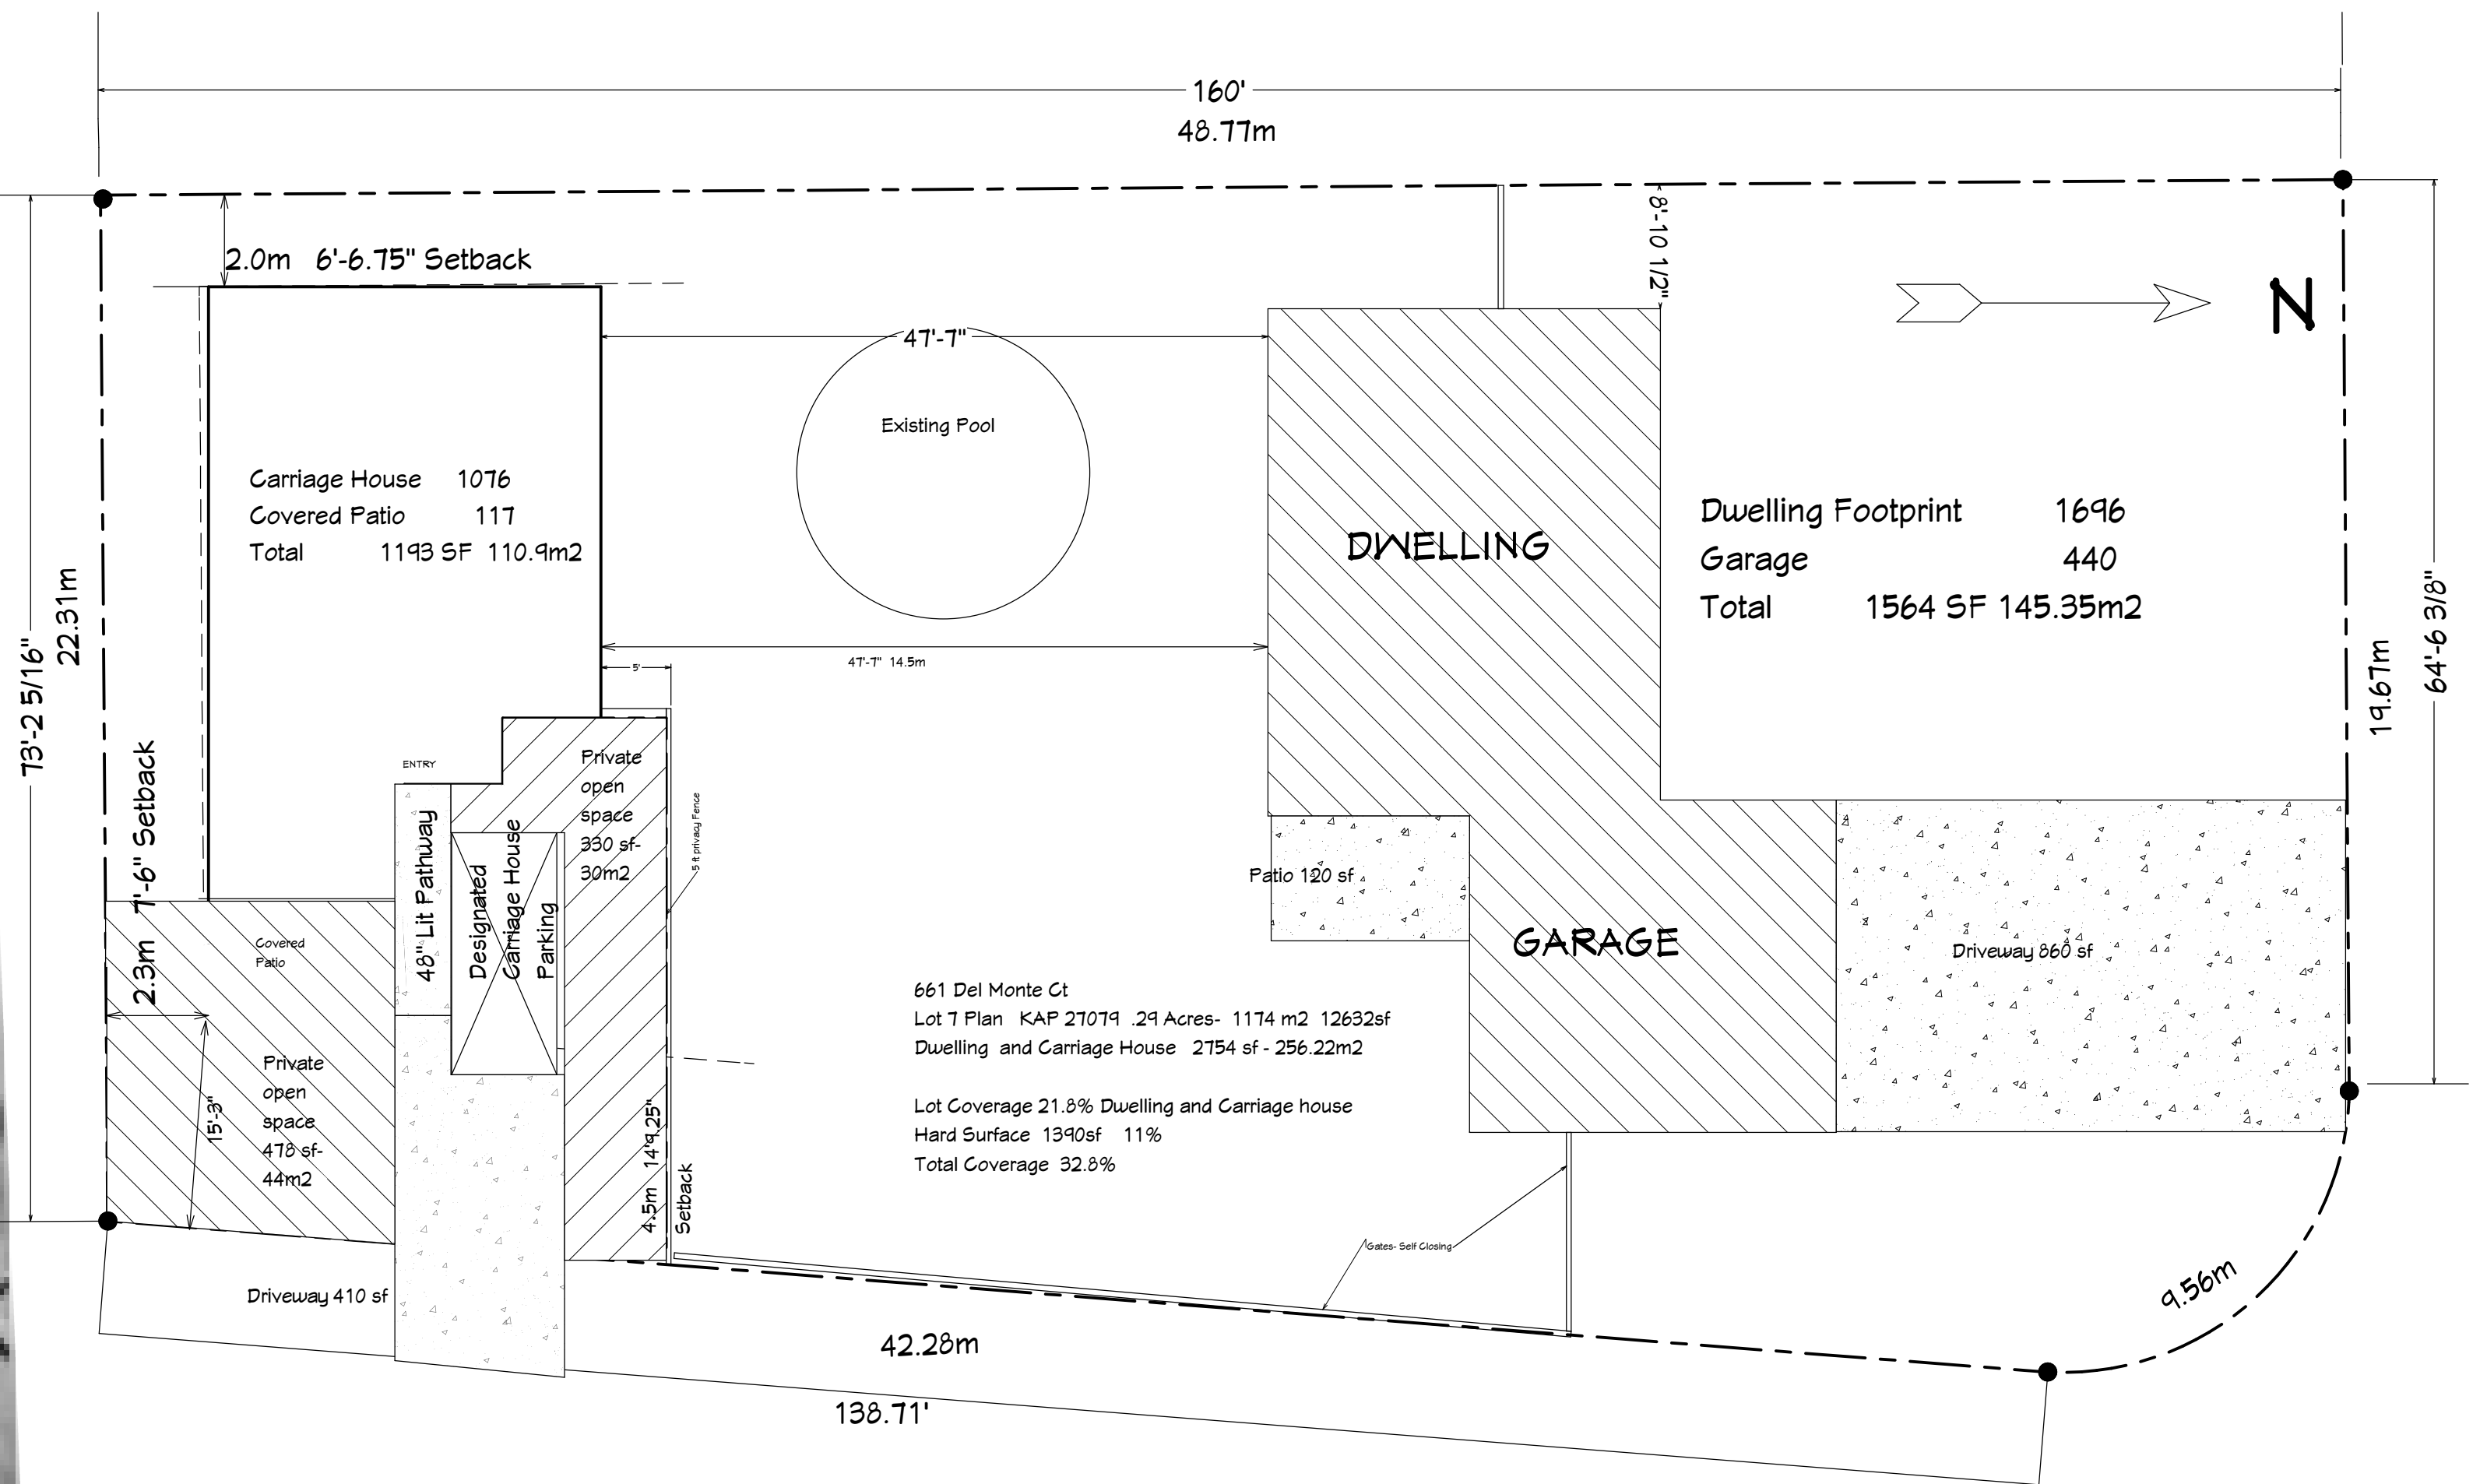 160'
48.77m
2.0m 6'-6.75" Setback
8'-10 1/2"
N
47'-7"
Existing Pool
Carriage House 1076
Covered Patio 117
Total 1193 SF 110.9m2
DWELLING
Dwelling Footprint 1696
Garage 440
Total 1564 SF 145.35m2
73'-2 5/16"
22.31m
64'-6 3/8"
19.67m
47'-7" 14.5m
5'
2.3m 7'-6" Setback
ENTRY
48" Lit Pathway
Designated
Carriage House
Parking
Private
open
space
330 sf-
30m2
5 ft privacy Fence
Patio 120 sf
GARAGE
Driveway 860 sf
Covered
Patio
Private
open
space
478 sf-
44m2
15'-3"
661 Del Monte Ct
Lot 7 Plan KAP 27079 .29 Acres- 1174 m2 12632sf
Dwelling and Carriage House 2754 sf - 256.22m2
Lot Coverage 21.8% Dwelling and Carriage house
Hard Surface 1390sf 11%
Total Coverage 32.8%
4.5m 14'9.25"
Setback
Gates- Self Closing
Driveway 410 sf
9.56m
42.28m
138.71'